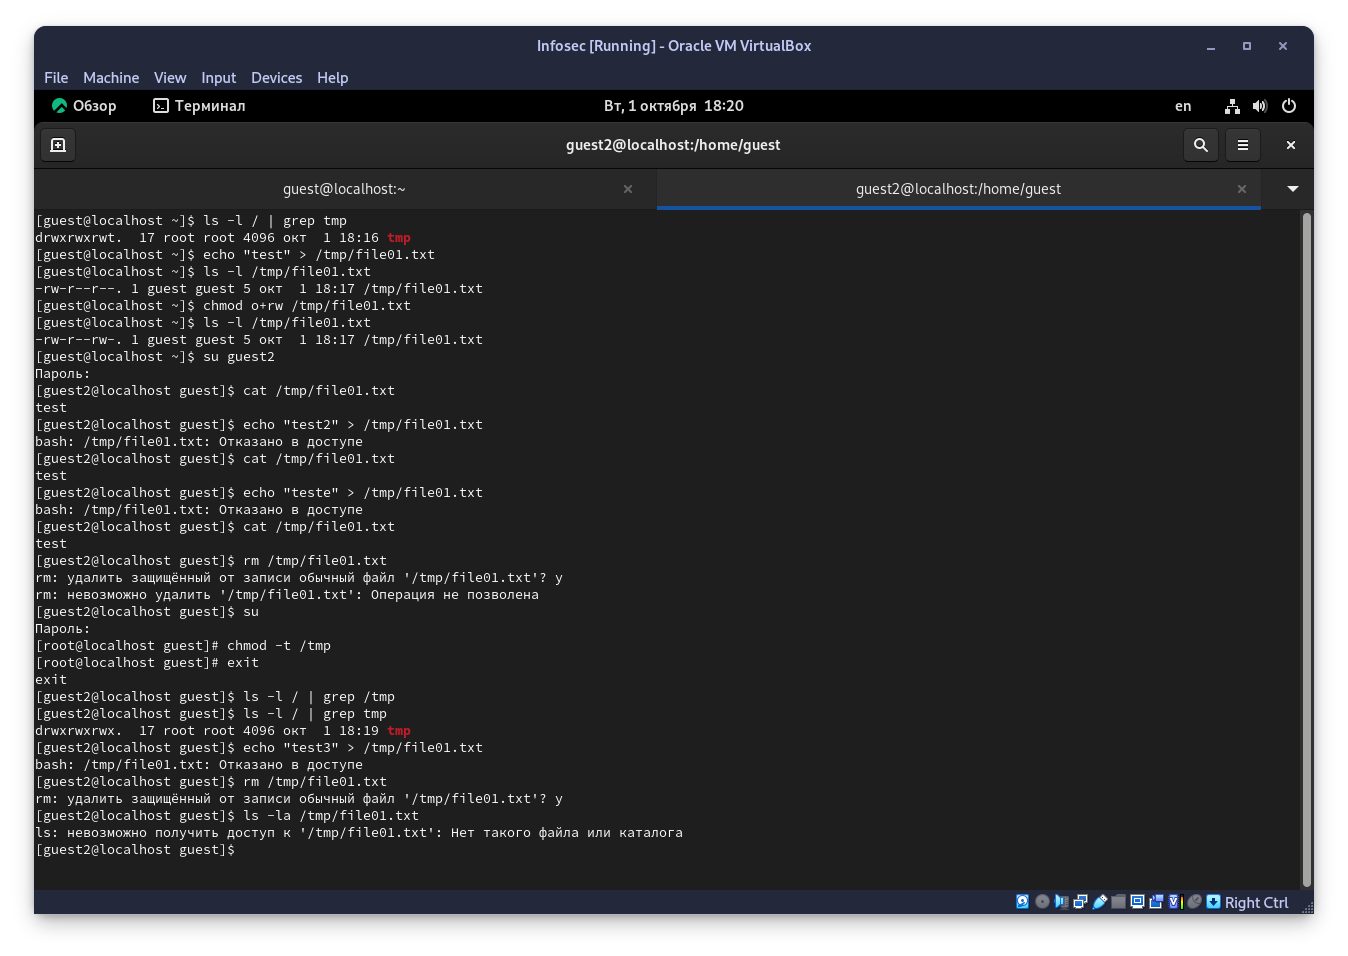 Infosec [Running] - Oracle VM VirtualBox
File Machine View Input Devices Help
Обзор Терминал Вт, 1 октября 18:20 en
guest2@localhost:/home/guest
guest@localhost:~ guest2@localhost:/home/guest
[guest@localhost ~]$ ls -l / | grep tmp
drwxrwxrwt. 17 root root 4096 окт 1 18:16 tmp
[guest@localhost ~]$ echo "test" > /tmp/file01.txt
[guest@localhost ~]$ ls -l /tmp/file01.txt
-rw-r--r--. 1 guest guest 5 окт 1 18:17 /tmp/file01.txt
[guest@localhost ~]$ chmod o+rw /tmp/file01.txt
[guest@localhost ~]$ ls -l /tmp/file01.txt
-rw-r--rw-. 1 guest guest 5 окт 1 18:17 /tmp/file01.txt
[guest@localhost ~]$ su guest2
Пароль:
[guest2@localhost guest]$ cat /tmp/file01.txt
test
[guest2@localhost guest]$ echo "test2" > /tmp/file01.txt
bash: /tmp/file01.txt: Отказано в доступе
[guest2@localhost guest]$ cat /tmp/file01.txt
test
[guest2@localhost guest]$ echo "teste" > /tmp/file01.txt
bash: /tmp/file01.txt: Отказано в доступе
[guest2@localhost guest]$ cat /tmp/file01.txt
test
[guest2@localhost guest]$ rm /tmp/file01.txt
rm: удалить защищённый от записи обычный файл '/tmp/file01.txt'? y
rm: невозможно удалить '/tmp/file01.txt': Операция не позволена
[guest2@localhost guest]$ su
Пароль:
[root@localhost guest]# chmod -t /tmp
[root@localhost guest]# exit
exit
[guest2@localhost guest]$ ls -l / | grep /tmp
[guest2@localhost guest]$ ls -l / | grep tmp
drwxrwxrwx. 17 root root 4096 окт 1 18:19 tmp
[guest2@localhost guest]$ echo "test3" > /tmp/file01.txt
bash: /tmp/file01.txt: Отказано в доступе
[guest2@localhost guest]$ rm /tmp/file01.txt
rm: удалить защищённый от записи обычный файл '/tmp/file01.txt'? y
[guest2@localhost guest]$ ls -la /tmp/file01.txt
ls: невозможно получить доступ к '/tmp/file01.txt': Нет такого файла или каталога
[guest2@localhost guest]$
Right Ctrl